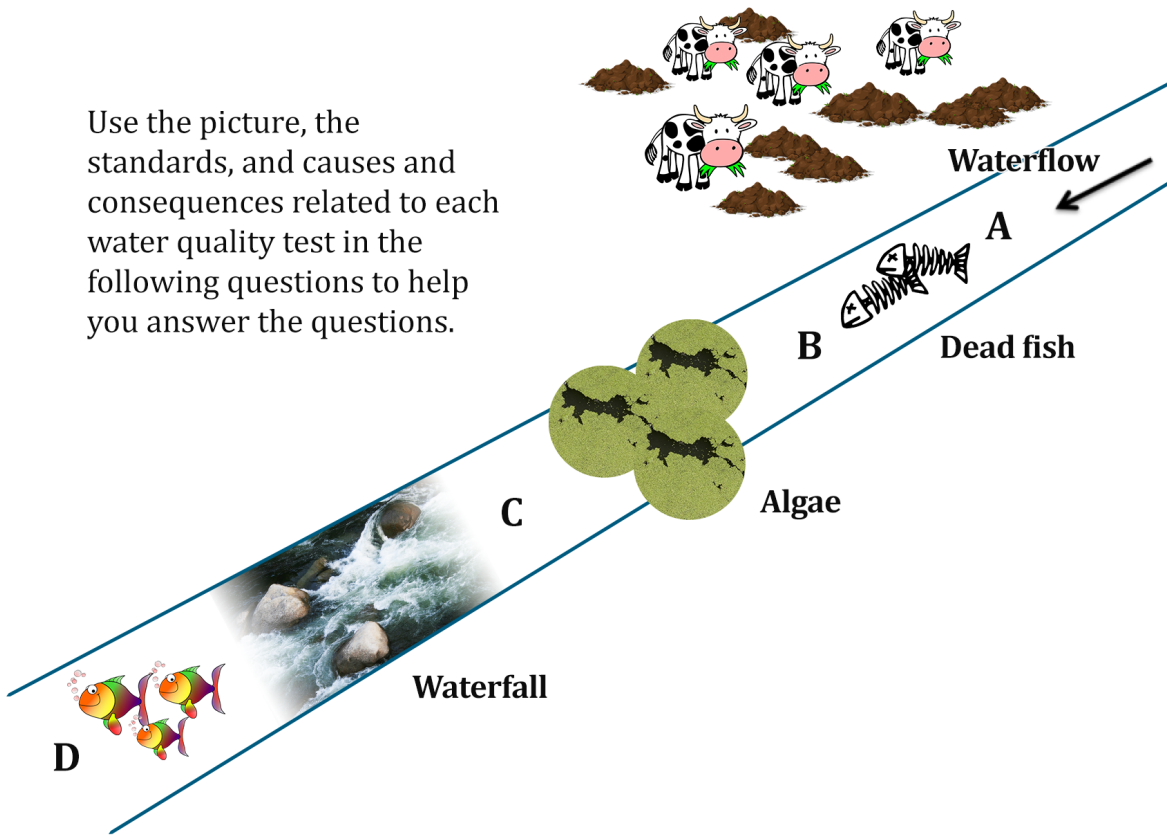 Use the picture, the
standards, and causes and
consequences related to each
water quality test in the
following questions to help
you answer the questions.
Waterflow
A
B
Dead fish
C
Algae
Waterfall
D